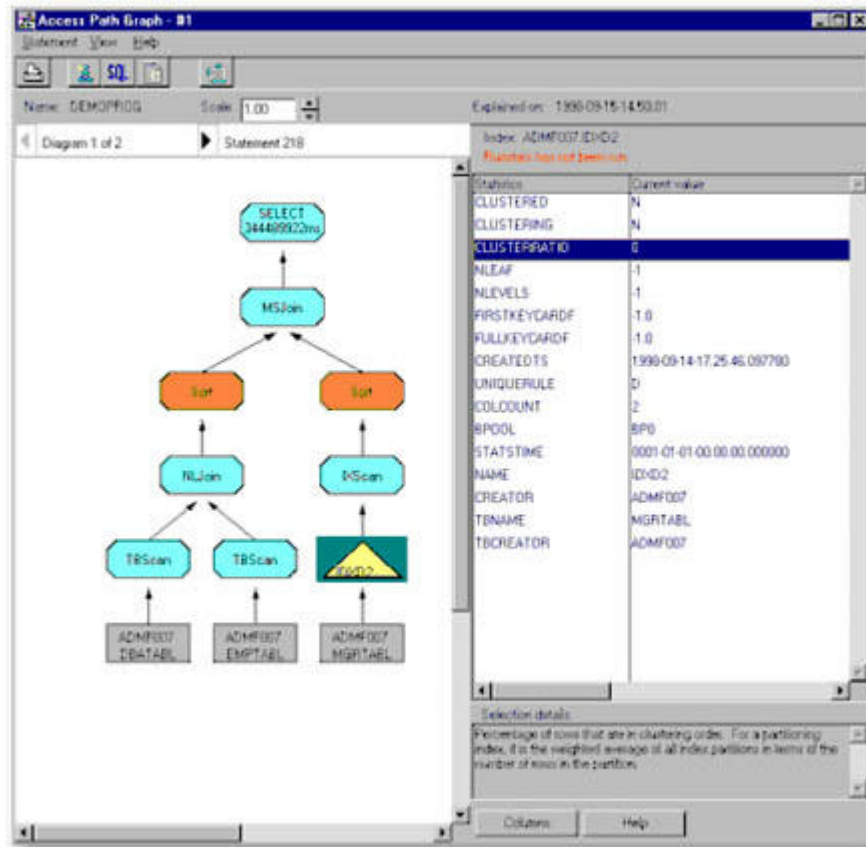 Access Path Graph - #1
Statement View Help
SQL
Name: DEMOPROG
Scale: 1.00
Explained on: 1998-09-15-14.50.01
Diagram 1 of 2
Statement 218
Index: ADMF007.IDXD2
Runstats has not been run
Statistics Current value
CLUSTERED N
CLUSTERING N
CLUSTERRATIO 0
NLEAF -1
NLEVELS -1
FIRSTKEYCARDF -1.0
FULLKEYCARDF -1.0
CREATEDTS 1998-09-14-17.25.46.097780
UNIQUERULE D
COLCOUNT 2
BPOOL BP0
STATSTIME 0001-01-01-00.00.00.000000
NAME IDXD2
CREATOR ADMF007
TBNAME MGRTABL
TBCREATOR ADMF007
SELECT
344489922ms
MSJoin
Sort
Sort
NLJoin
IXScan
TBScan
TBScan
IDXD2
ADMF007
DBATABL
ADMF007
EMPTABL
ADMF007
MGRTABL
Selection details
Percentage of rows that are in clustering order. For a partitioning
index, it is the weighted average of all index partitions in terms of the
number of rows in the partition.
Columns
Help